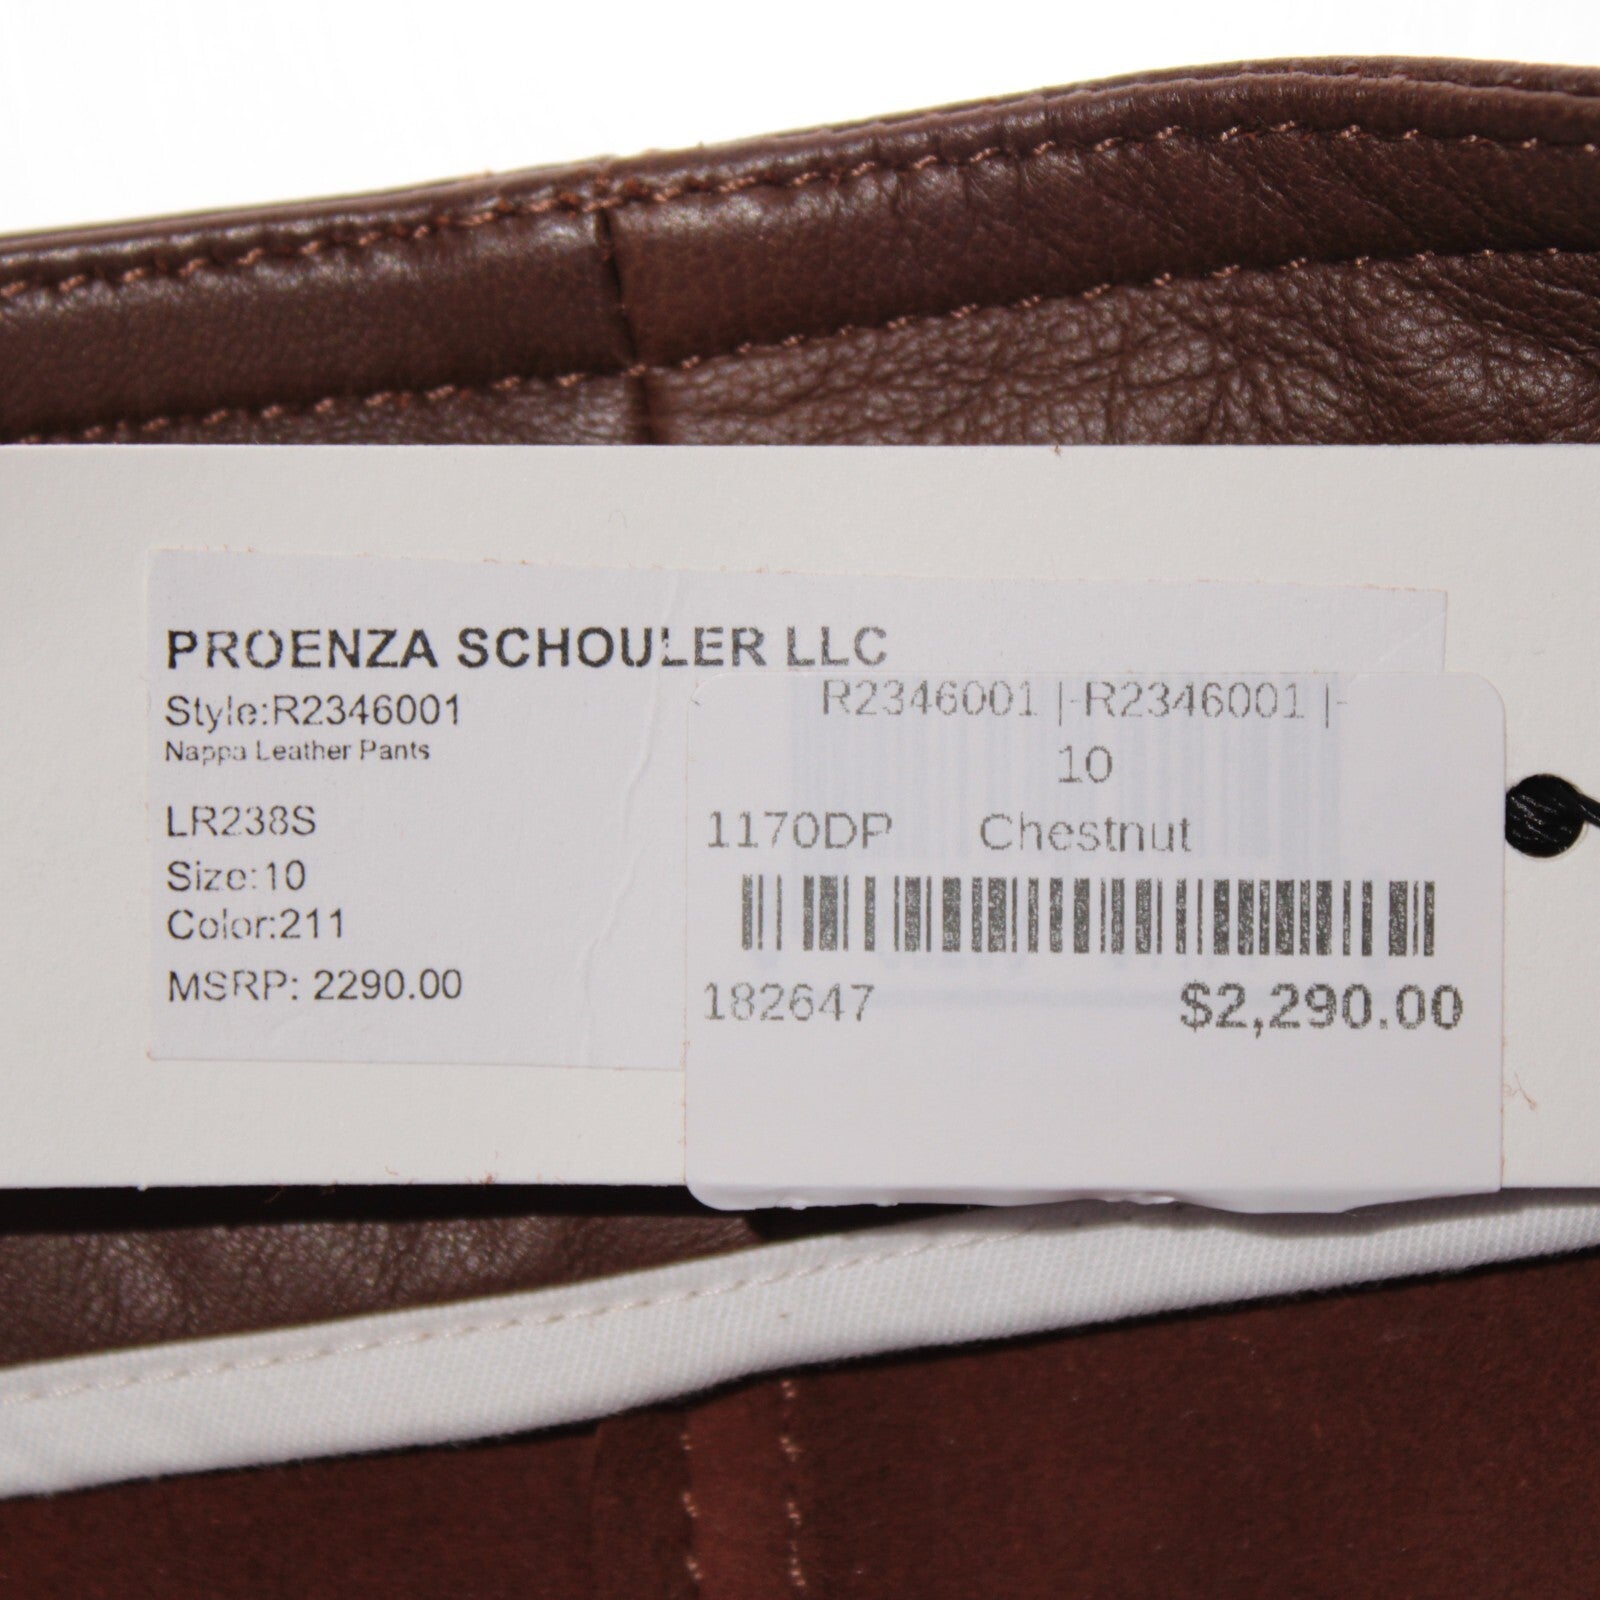 PROENZA SCHOULER LLC
Style:R2346001
Nappa Leather Pants
LR238S
Size:10
Color:211
MSRP: 2290.00
R2346001 |-R2346001 |-
10
1170DP Chestnut
182647 $2,290.00